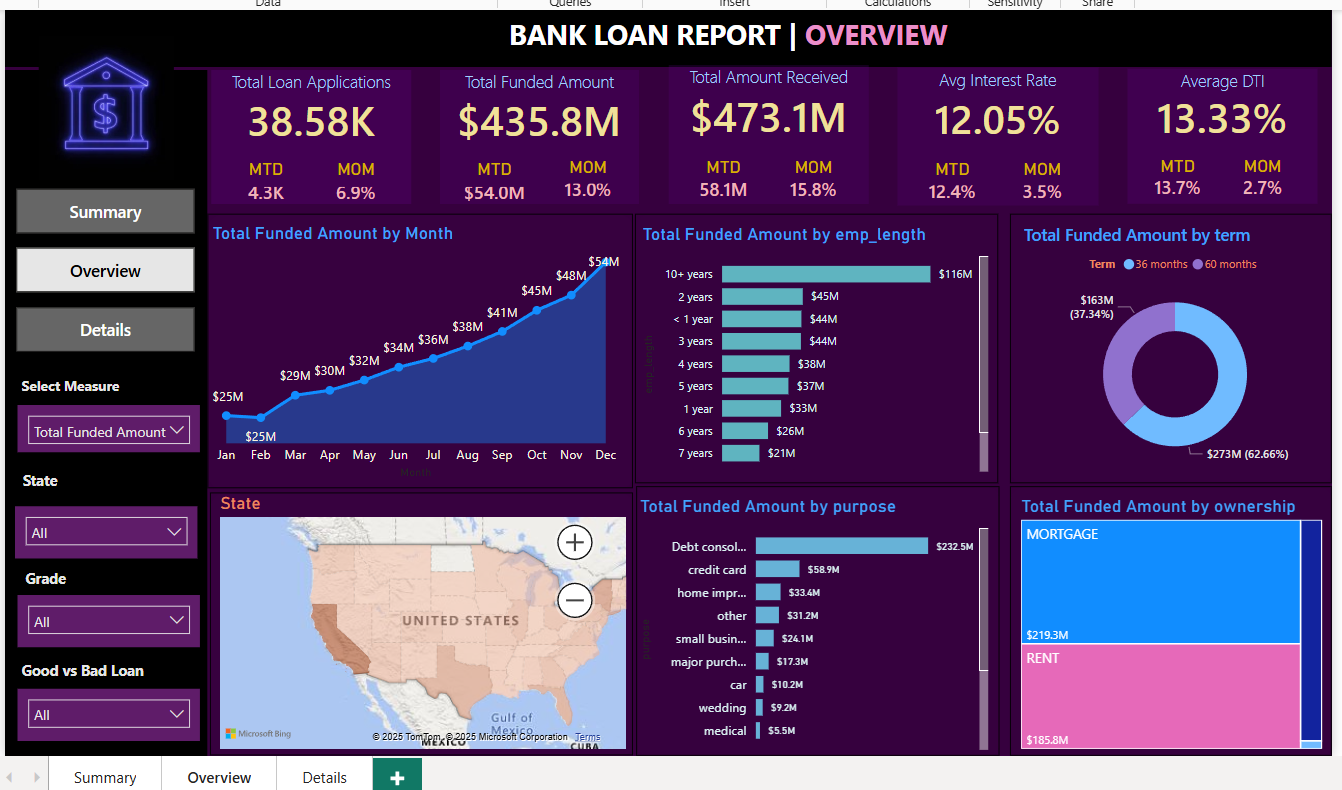 Data Queries Insert Calculations Sensitivity Share
BANK LOAN REPORT | OVERVIEW
Total Loan Applications
38.58K
MTD MOM
4.3K 6.9%
Total Funded Amount
$435.8M
MTD MOM
$54.0M 13.0%
Total Amount Received
$473.1M
MTD MOM
58.1M 15.8%
Avg Interest Rate
12.05%
MTD MOM
12.4% 3.5%
Average DTI
13.33%
MTD MOM
13.7% 2.7%
$
Summary
Overview
Details
Select Measure
Total Funded Amount
State
All
Grade
All
Good vs Bad Loan
All
Total Funded Amount by Month
$25M
$25M
$29M
$30M
$32M
$34M
$36M
$38M
$41M
$45M
$48M
$54M
Jan Feb Mar Apr May Jun Jul Aug Sep Oct Nov Dec
Month
Total Funded Amount by emp_length
emp_length
10+ years $116M
2 years $45M
< 1 year $44M
3 years $44M
4 years $38M
5 years $37M
1 year $33M
6 years $26M
7 years $21M
Total Funded Amount by term
Term 36 months 60 months
$163M
(37.34%)
$273M (62.66%)
State
UNITED STATES
Gulf of
Mexico
MEXICO
CUBA
Microsoft Bing
© 2025 TomTom, © 2025 Microsoft Corporation Terms
Total Funded Amount by purpose
purpose
Debt consol... $232.5M
credit card $58.9M
home impr... $33.4M
other $31.2M
small busin... $24.1M
major purch... $17.3M
car $10.2M
wedding $9.2M
medical $5.5M
Total Funded Amount by ownership
MORTGAGE
$219.3M
RENT
$185.8M
Summary Overview Details